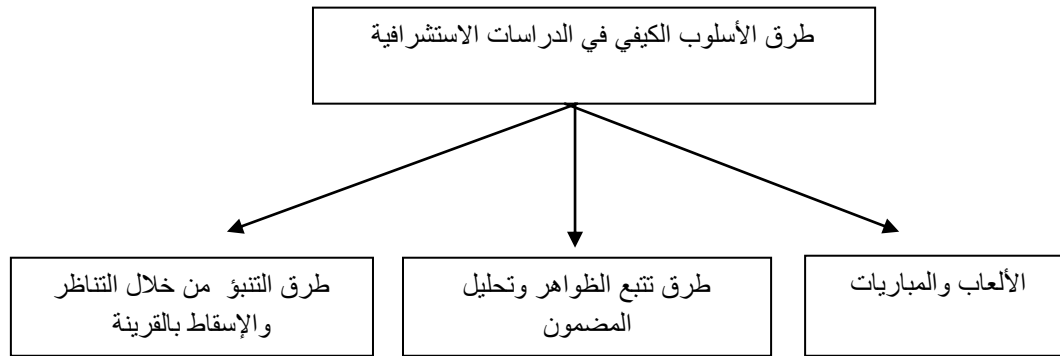 طرق الأسلوب الكيفي في الدراسات الاستشرافية
الألعاب والمباريات
طرق تتبع الظواهر وتحليل
المضمون
طرق التنبؤ من خلال التناظر
والإسقاط بالقرينة